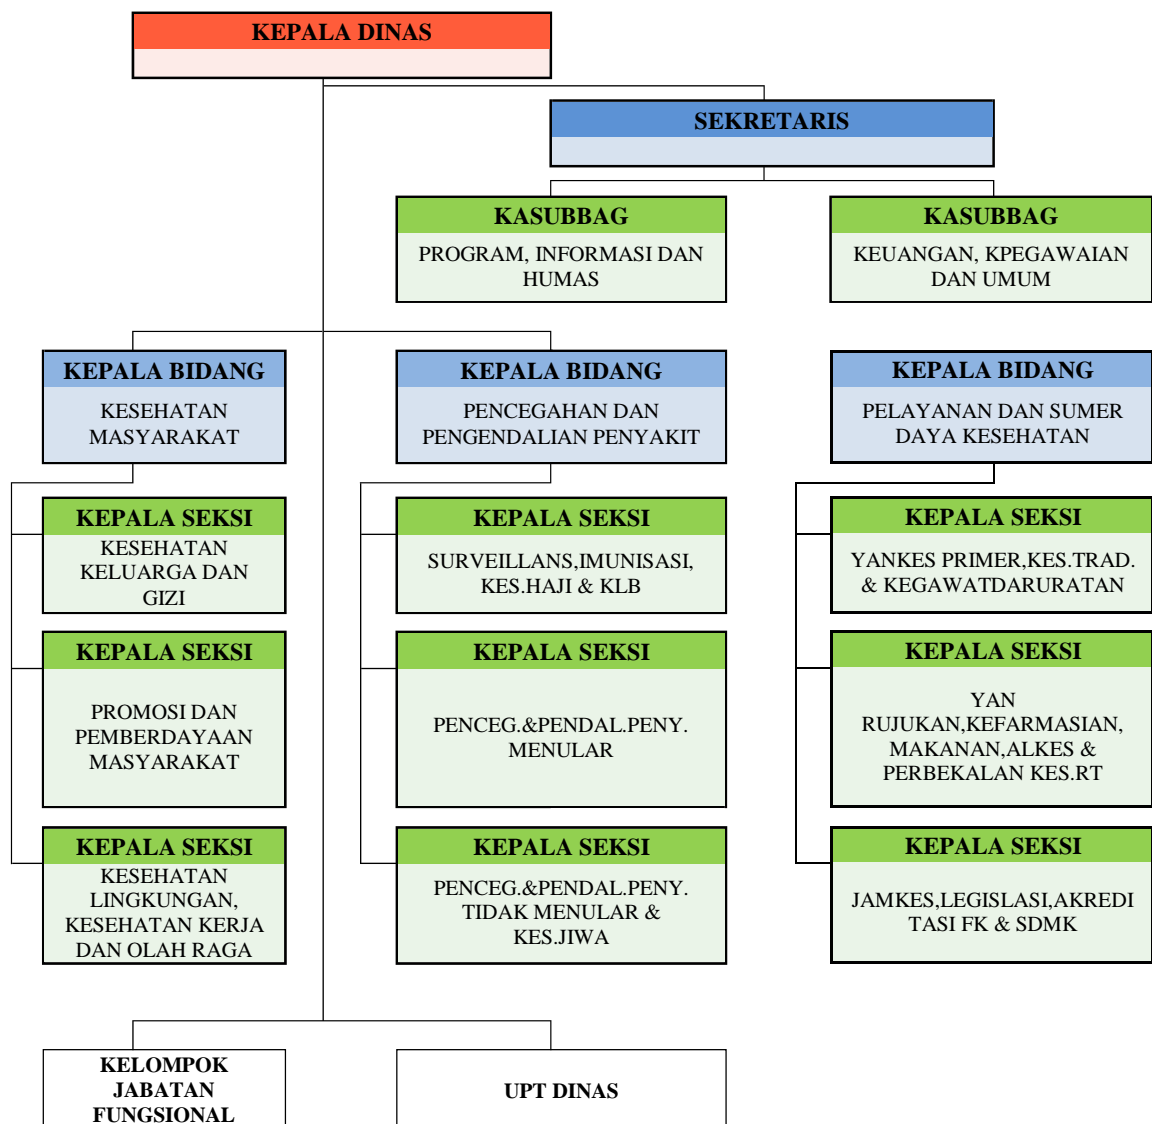 KEPALA DINAS
SEKRETARIS
KASUBBAG
PROGRAM, INFORMASI DAN
HUMAS
KASUBBAG
KEUANGAN, KPEGAWAIAN
DAN UMUM
KEPALA BIDANG
KESEHATAN
MASYARAKAT
KEPALA BIDANG
PENCEGAHAN DAN
PENGENDALIAN PENYAKIT
KEPALA BIDANG
PELAYANAN DAN SUMER
DAYA KESEHATAN
KEPALA SEKSI
KESEHATAN
KELUARGA DAN
GIZI
KEPALA SEKSI
SURVEILLANS,IMUNISASI,
KES.HAJI & KLB
KEPALA SEKSI
YANKES PRIMER,KES.TRAD.
& KEGAWATDARURATAN
KEPALA SEKSI
PROMOSI DAN
PEMBERDAYAAN
MASYARAKAT
KEPALA SEKSI
PENCEG.&PENDAL.PENY.
MENULAR
KEPALA SEKSI
YAN
RUJUKAN,KEFARMASIAN,
MAKANAN,ALKES &
PERBEKALAN KES.RT
KEPALA SEKSI
KESEHATAN
LINGKUNGAN,
KESEHATAN KERJA
DAN OLAH RAGA
KEPALA SEKSI
PENCEG.&PENDAL.PENY.
TIDAK MENULAR &
KES.JIWA
KEPALA SEKSI
JAMKES,LEGISLASI,AKREDI
TASI FK & SDMK
KELOMPOK
JABATAN
FUNGSIONAL
UPT DINAS